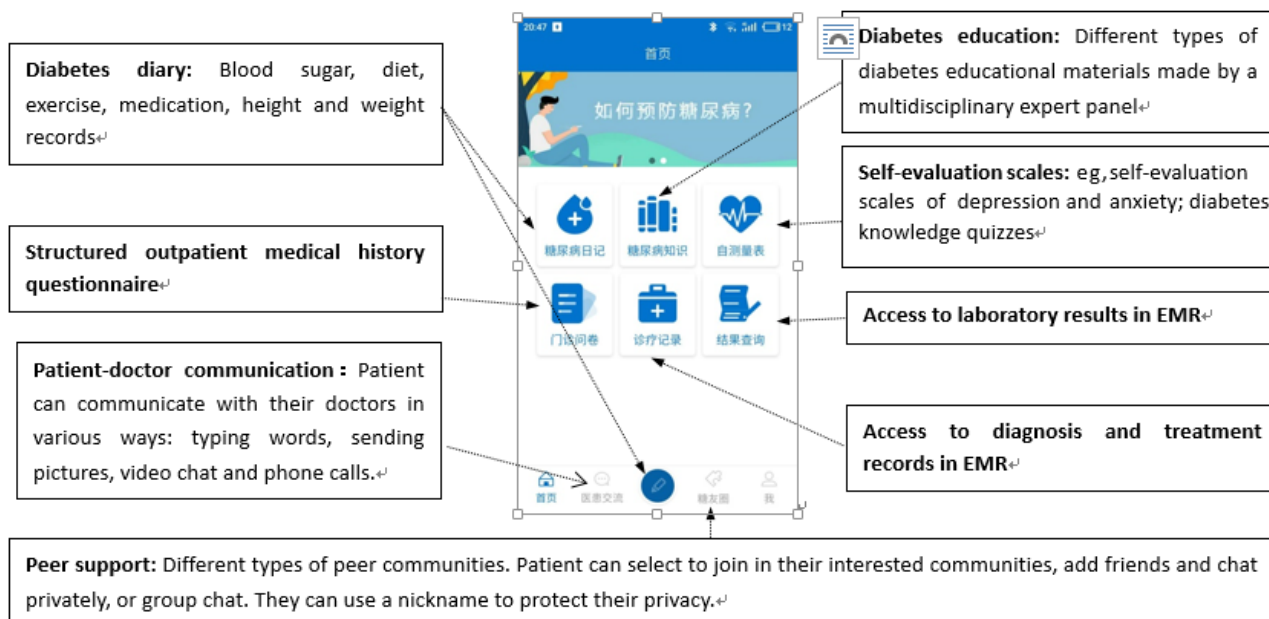 Diabetes diary: Blood sugar, diet,
exercise, medication, height and weight
records↵
Structured outpatient medical history
questionnaire↵
Patient-doctor communication：Patient
can communicate with their doctors in
various ways: typing words, sending
pictures, video chat and phone calls.↵
20:47
12
首页
如何预防糖尿病?
糖尿病日记
糖尿病知识
自测量表
门诊问卷
诊疗记录
结果查询
首页
医患交流
糖友圈
我
↵
Diabetes education: Different types of
diabetes educational materials made by a
multidisciplinary expert panel↵
Self-evaluation scales: eg,self-evaluation
scales of depression and anxiety; diabetes
knowledge quizzes↵
Access to laboratory results in EMR↵
Access to diagnosis and treatment
records in EMR↵
Peer support: Different types of peer communities. Patient can select to join in their interested communities, add friends and chat
privately, or group chat. They can use a nickname to protect their privacy.↵